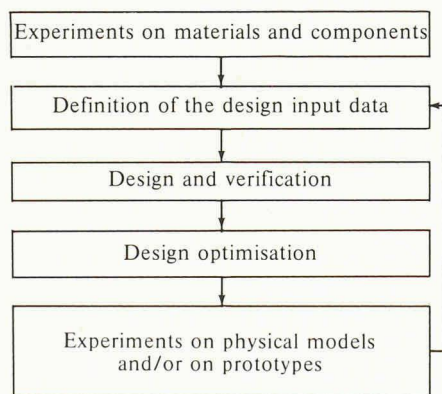 Experiments on materials and components
Definition of the design input data
Design and verification
Design optimisation
Experiments on physical models
and/or on prototypes